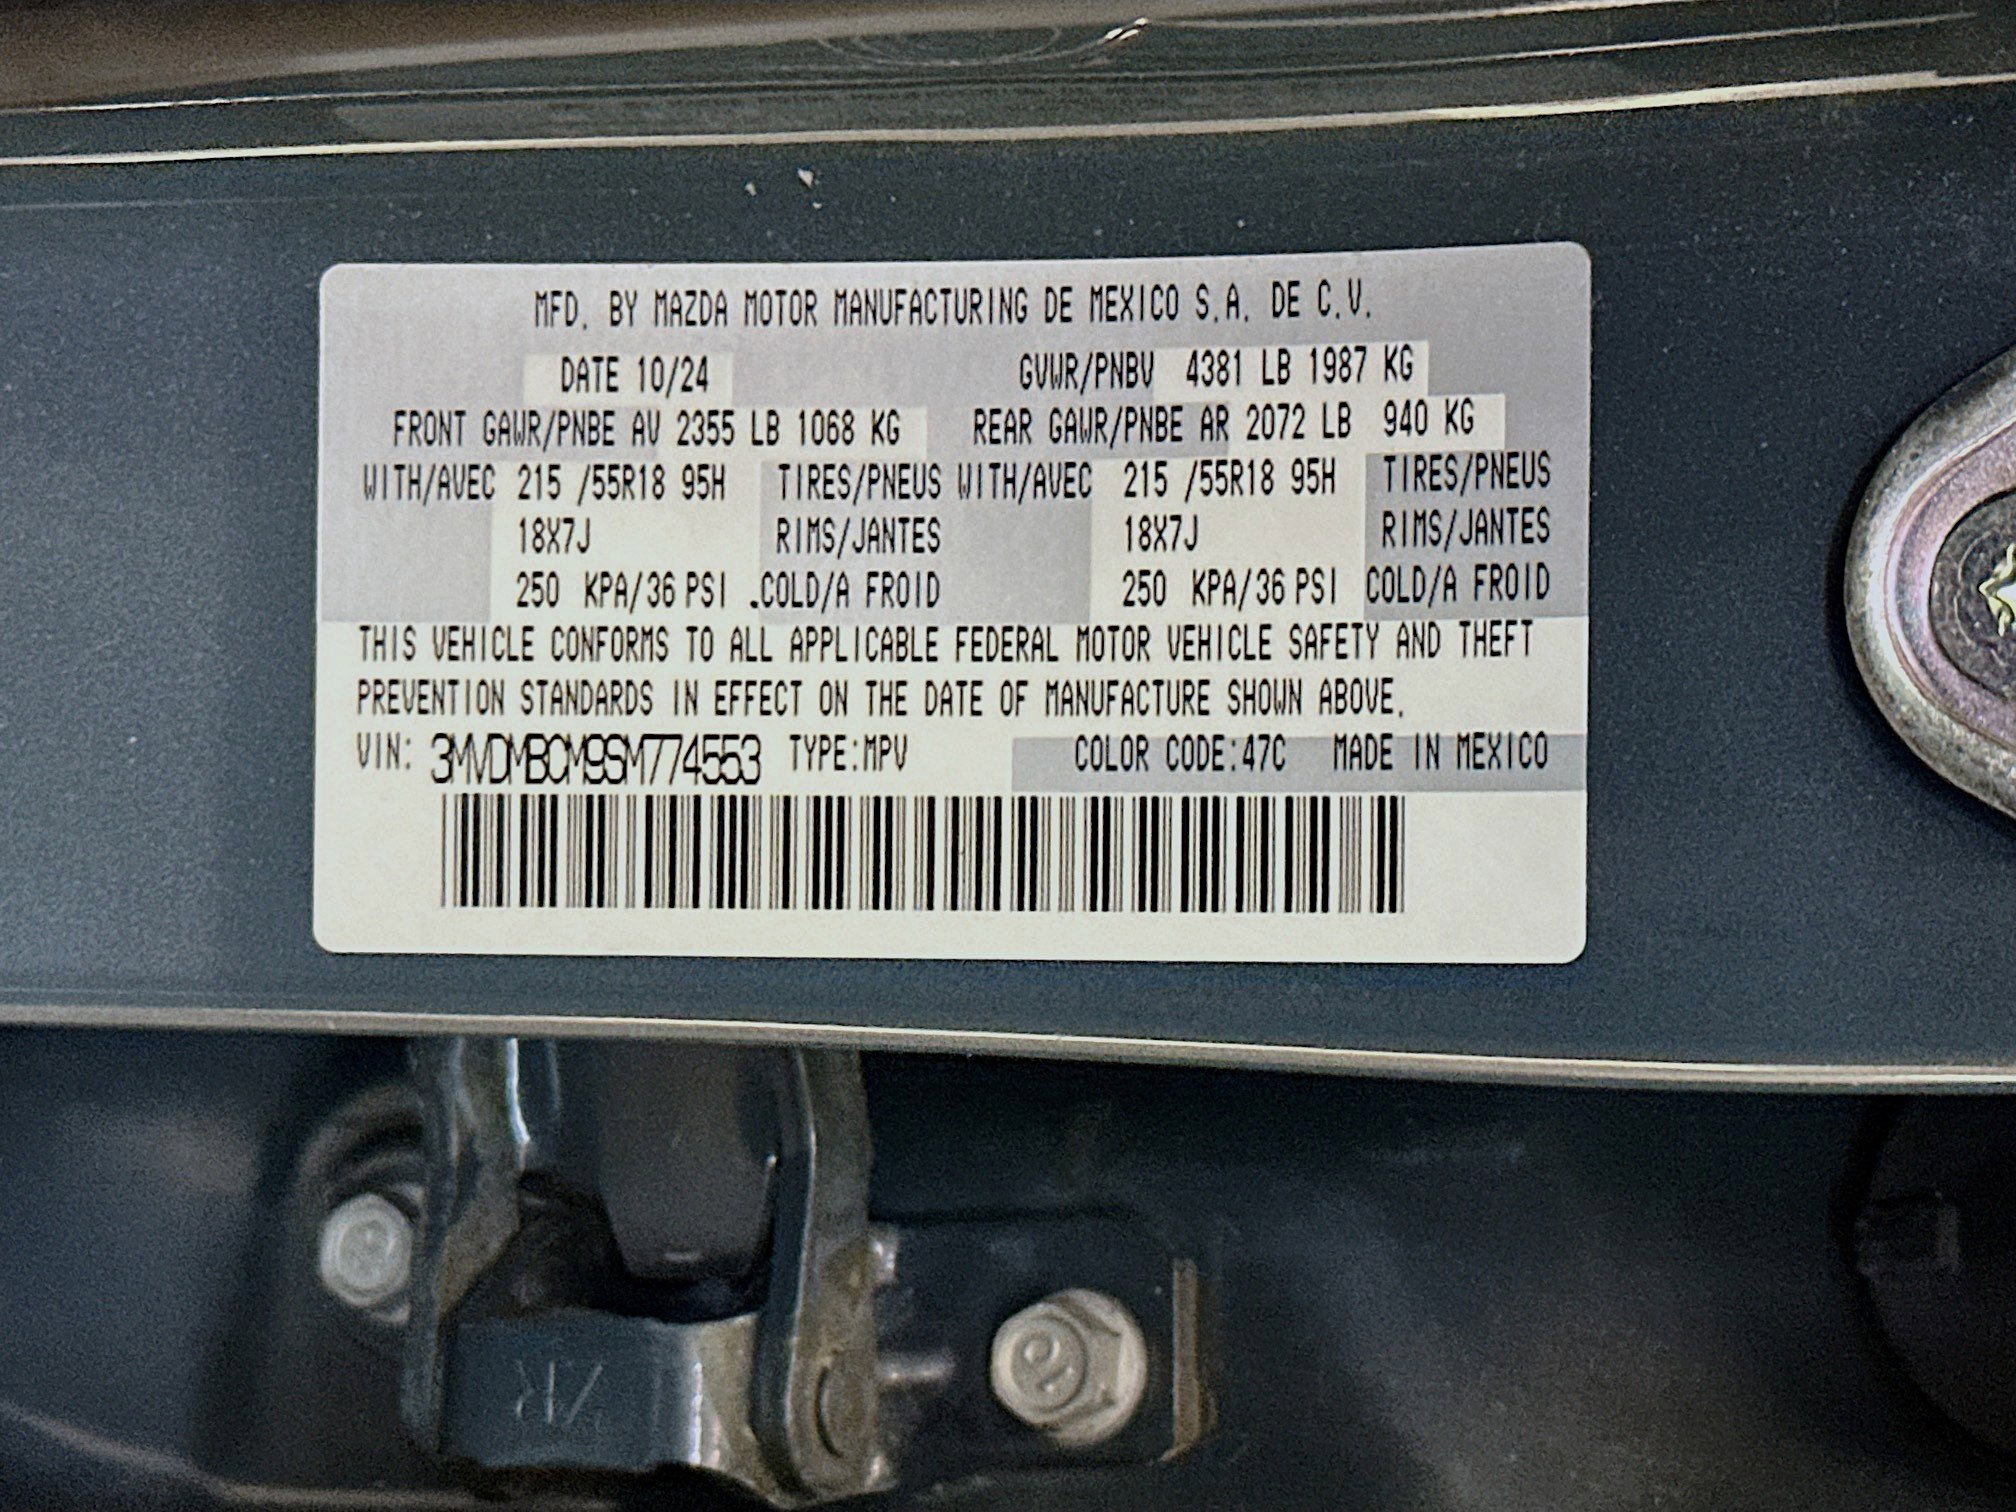 MFD. BY MAZDA MOTOR MANUFACTURING DE MEXICO S.A. DE C.V.
DATE 10/24 GVWR/PNBV 4381 LB 1987 KG
FRONT GAWR/PNBE AV 2355 LB 1068 KG REAR GAWR/PNBE AR 2072 LB 940 KG
WITH/AVEC 215 /55R18 95H TIRES/PNEUS WITH/AVEC 215 /55R18 95H TIRES/PNEUS
18X7J RIMS/JANTES 18X7J RIMS/JANTES
250 KPA/36 PSI .COLD/A FROID 250 KPA/36 PSI COLD/A FROID
THIS VEHICLE CONFORMS TO ALL APPLICABLE FEDERAL MOTOR VEHICLE SAFETY AND THEFT
PREVENTION STANDARDS IN EFFECT ON THE DATE OF MANUFACTURE SHOWN ABOVE.
VIN: 3MVDMBCM9SM774553 TYPE:MPV COLOR CODE:47C MADE IN MEXICO